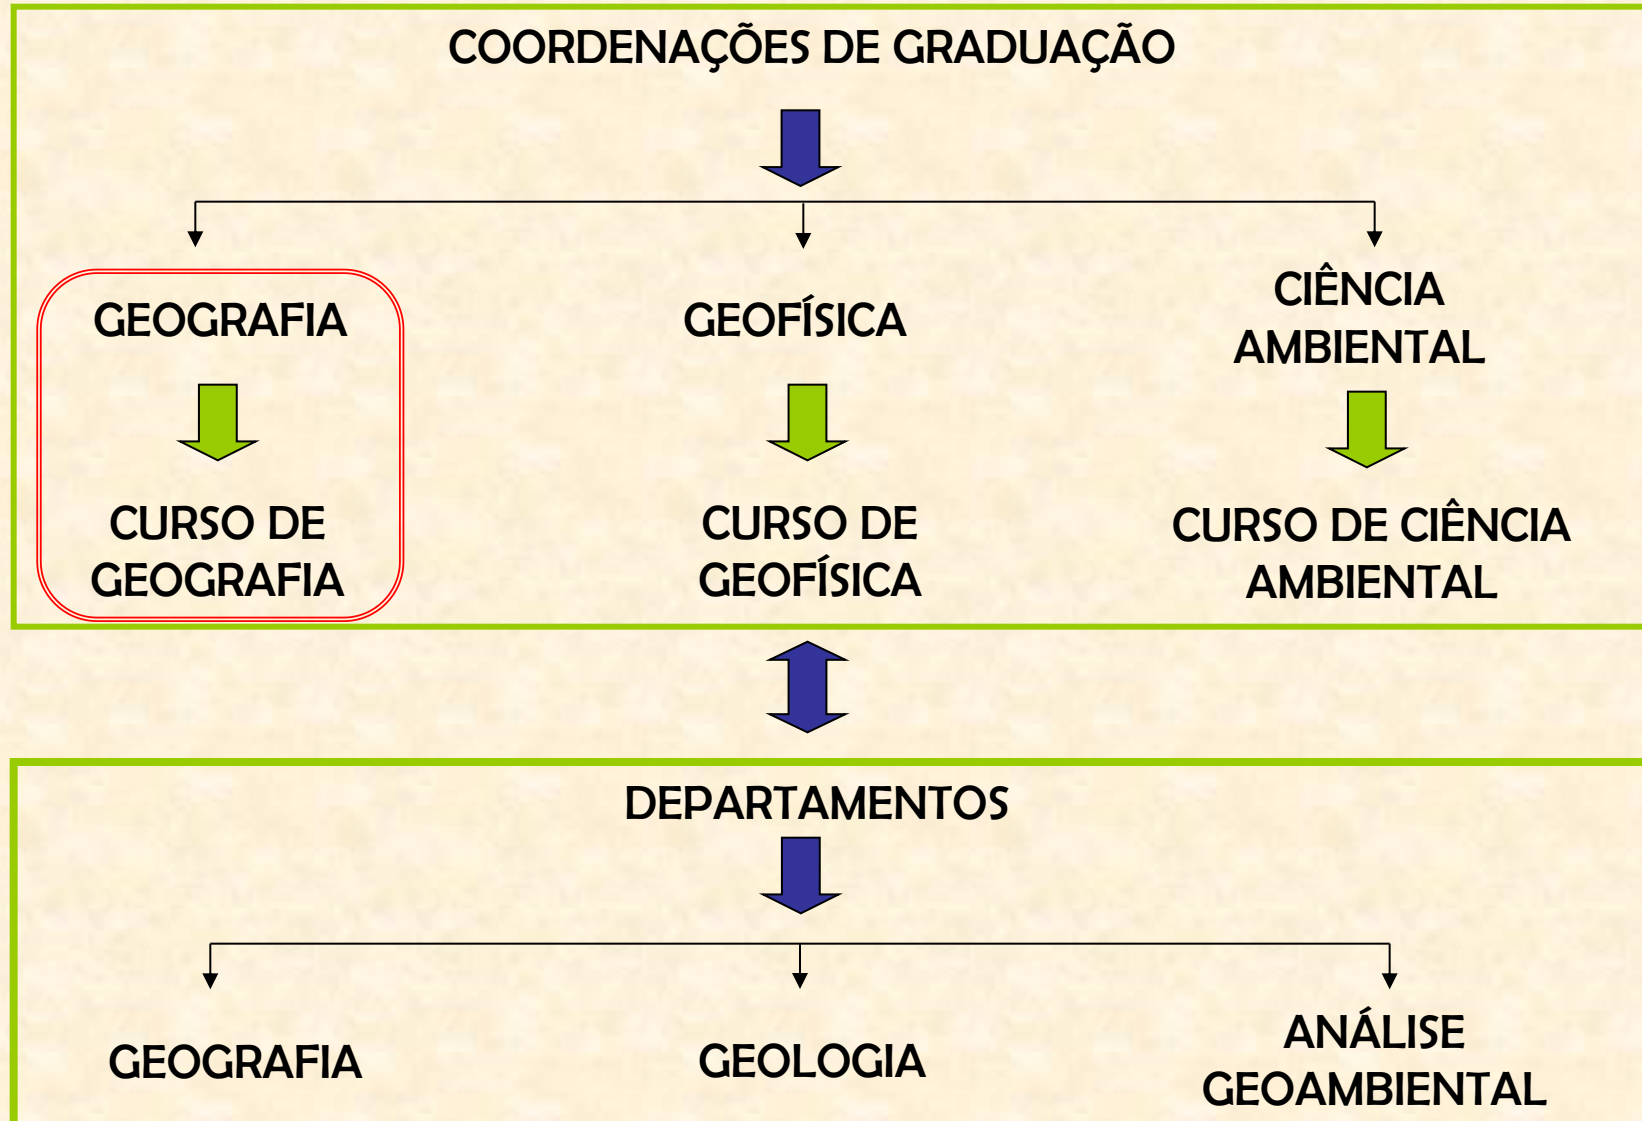 COORDENAÇÕES DE GRADUAÇÃO
GEOGRAFIA
GEOFÍSICA
CIÊNCIA
AMBIENTAL
CURSO DE
GEOGRAFIA
CURSO DE
GEOFÍSICA
CURSO DE CIÊNCIA
AMBIENTAL
DEPARTAMENTOS
GEOGRAFIA
GEOLOGIA
ANÁLISE
GEOAMBIENTAL